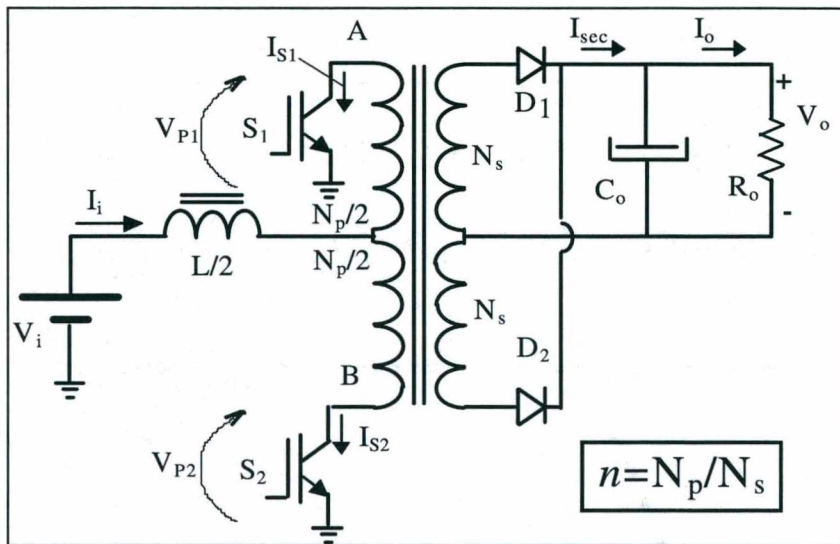 A
I_S1
I_sec
I_o
V_P1
S_1
D_1
+
V_o
N_s
C_o
R_o
-
I_i
N_p/2
N_p/2
L/2
V_i
N_s
D_2
B
V_P2
S_2
I_S2
n=N_p/N_s